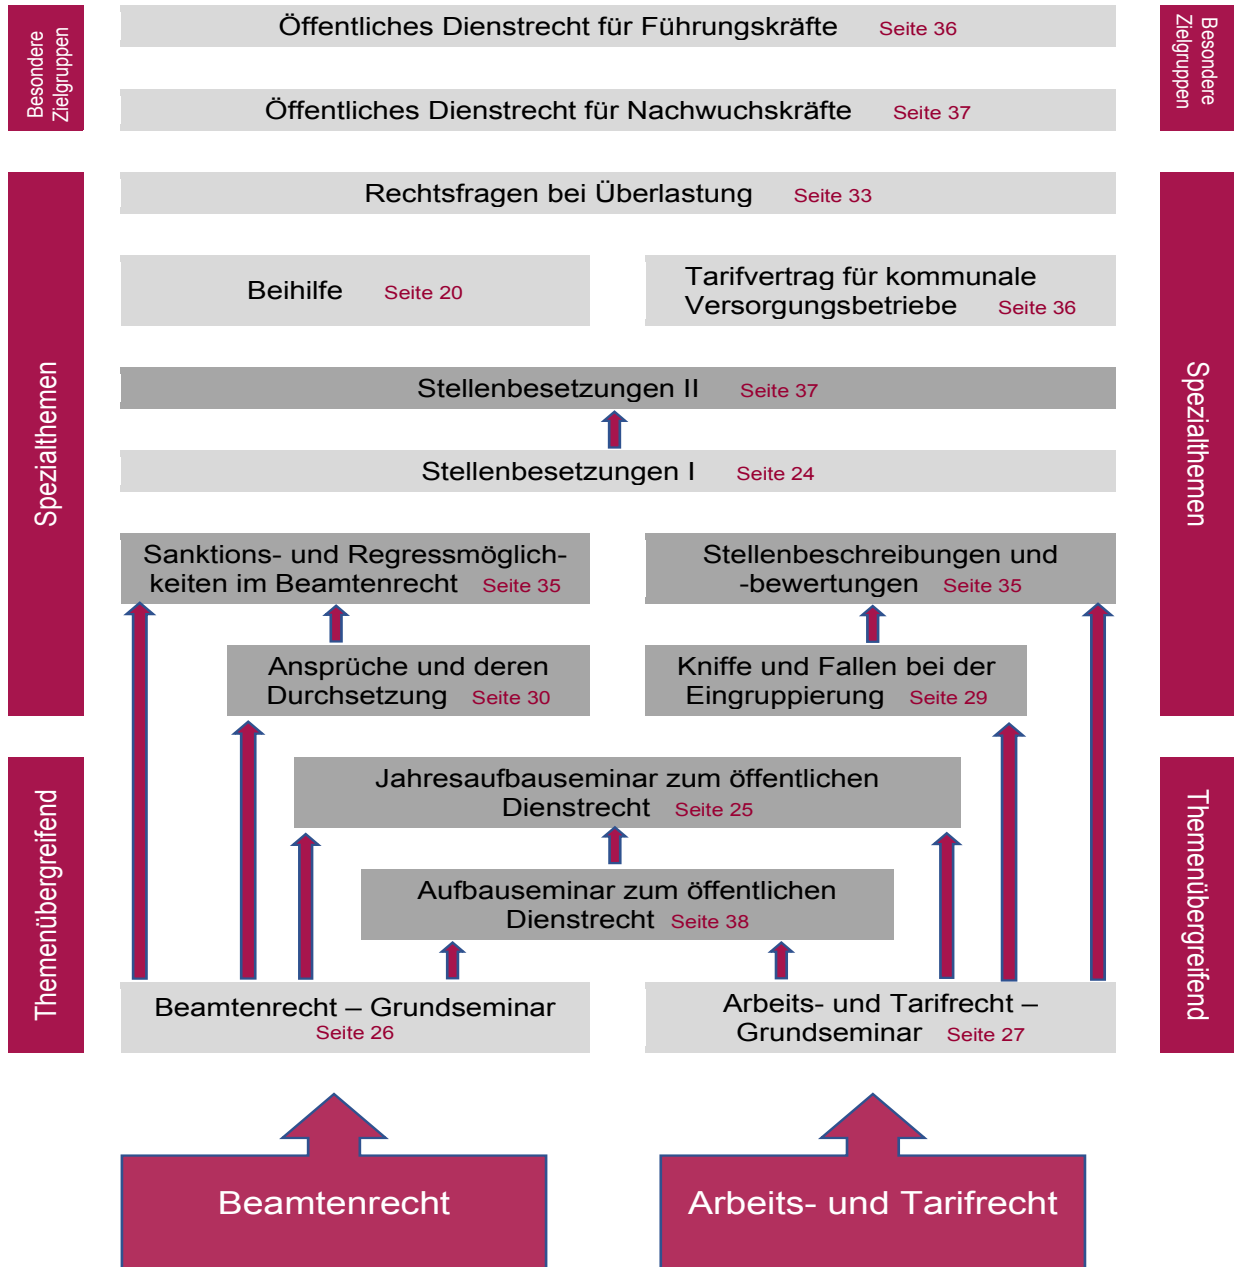 Besondere
Zielgruppen
Öffentliches Dienstrecht für Führungskräfte Seite 36
Besondere
Zielgruppen
Öffentliches Dienstrecht für Nachwuchskräfte Seite 37
Spezialthemen
Rechtsfragen bei Überlastung Seite 33
Spezialthemen
Beihilfe Seite 20
Tarifvertrag für kommunale
Versorgungsbetriebe Seite 36
Stellenbesetzungen II Seite 37
Stellenbesetzungen I Seite 24
Sanktions- und Regressmöglich-
keiten im Beamtenrecht Seite 35
Stellenbeschreibungen und
-bewertungen Seite 35
Ansprüche und deren
Durchsetzung Seite 30
Kniffe und Fallen bei der
Eingruppierung Seite 29
Themenübergreifend
Jahresaufbauseminar zum öffentlichen
Dienstrecht Seite 25
Themenübergreifend
Aufbauseminar zum öffentlichen
Dienstrecht Seite 38
Beamtenrecht – Grundseminar
Seite 26
Arbeits- und Tarifrecht –
Grundseminar Seite 27
Beamtenrecht
Arbeits- und Tarifrecht